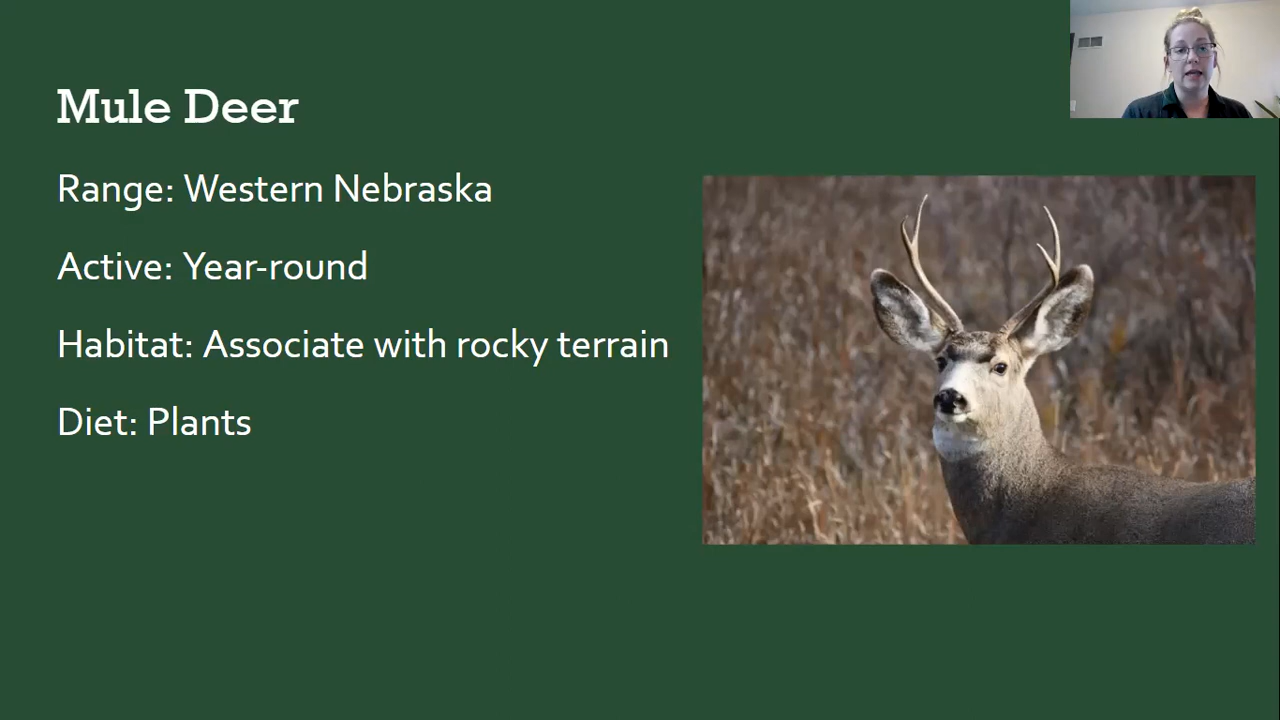 Mule Deer
Range: Western Nebraska
Active: Year-round
Habitat: Associate with rocky terrain
Diet: Plants